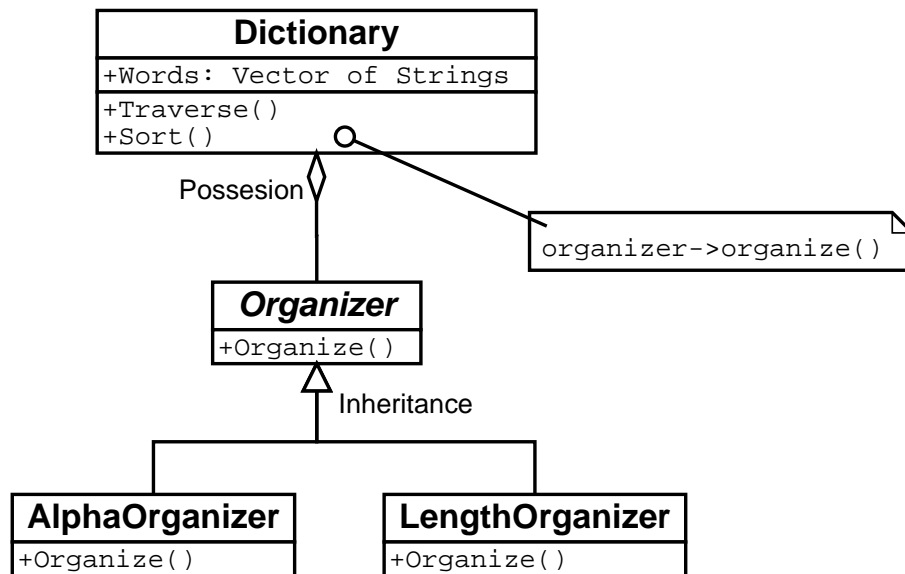 Dictionary
+Words: Vector of Strings
+Traverse()
+Sort()
Possesion
organizer->organize()
Organizer
+Organize()
Inheritance
AlphaOrganizer
+Organize()
LengthOrganizer
+Organize()